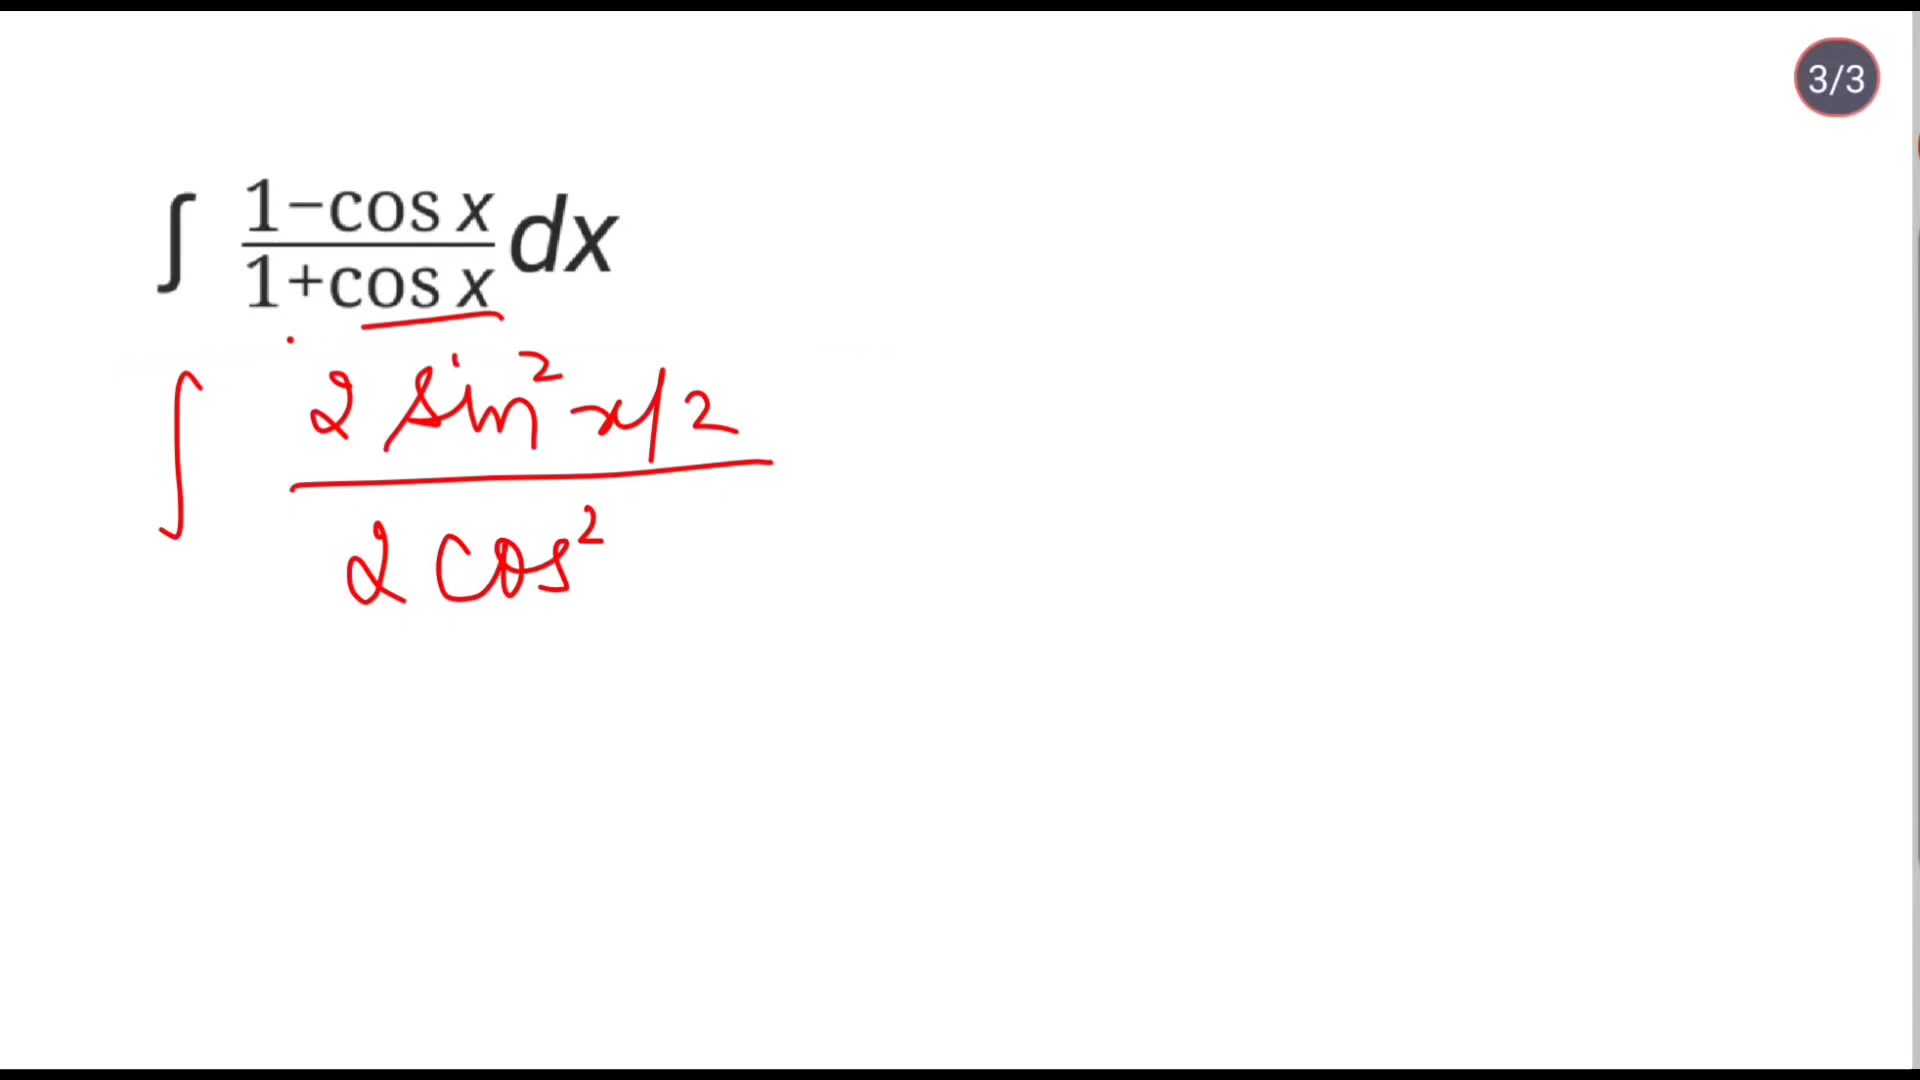 3/3
∫ (1−cos x)/(1+cos x) dx
∫ 2 sin² x/2
2 cos²